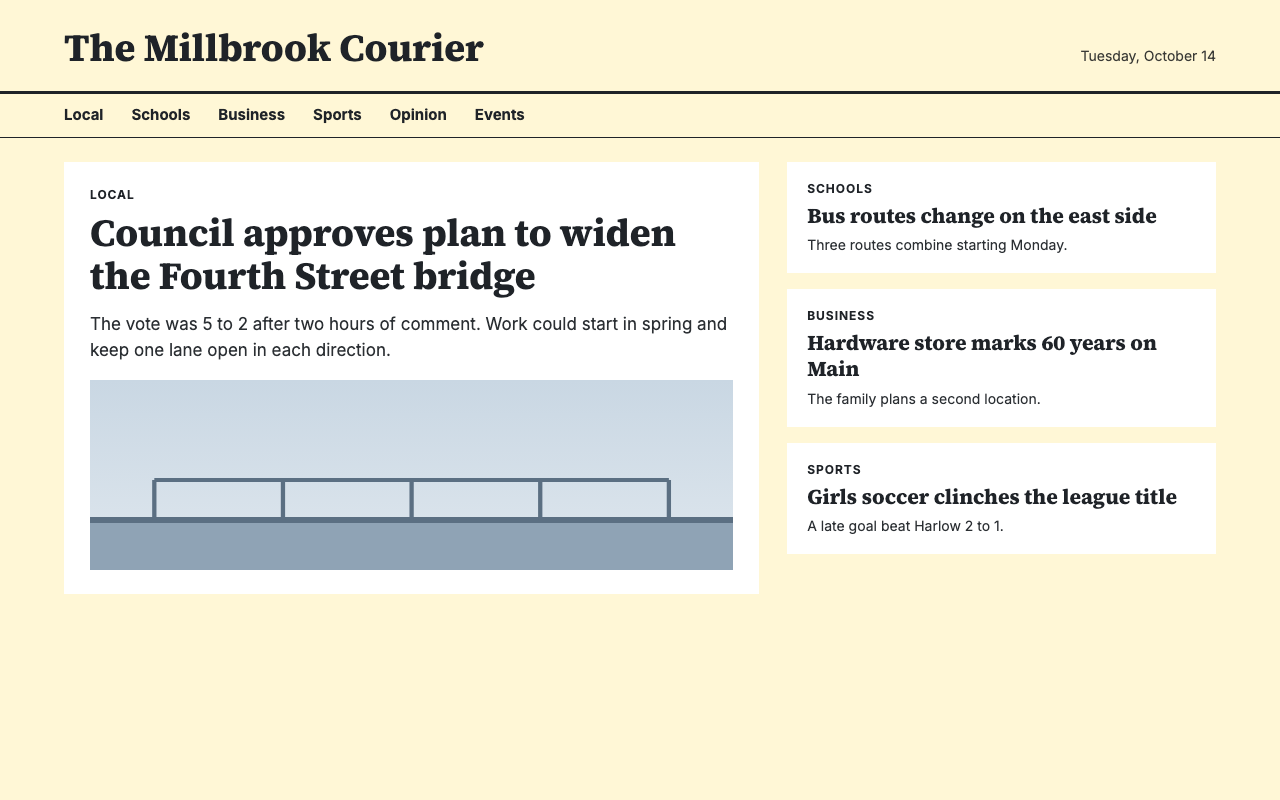 The Millbrook Courier
Tuesday, October 14
Local Schools Business Sports Opinion Events
LOCAL
Council approves plan to widen
the Fourth Street bridge
The vote was 5 to 2 after two hours of comment. Work could start in spring and
keep one lane open in each direction.
SCHOOLS
Bus routes change on the east side
Three routes combine starting Monday.
BUSINESS
Hardware store marks 60 years on
Main
The family plans a second location.
SPORTS
Girls soccer clinches the league title
A late goal beat Harlow 2 to 1.